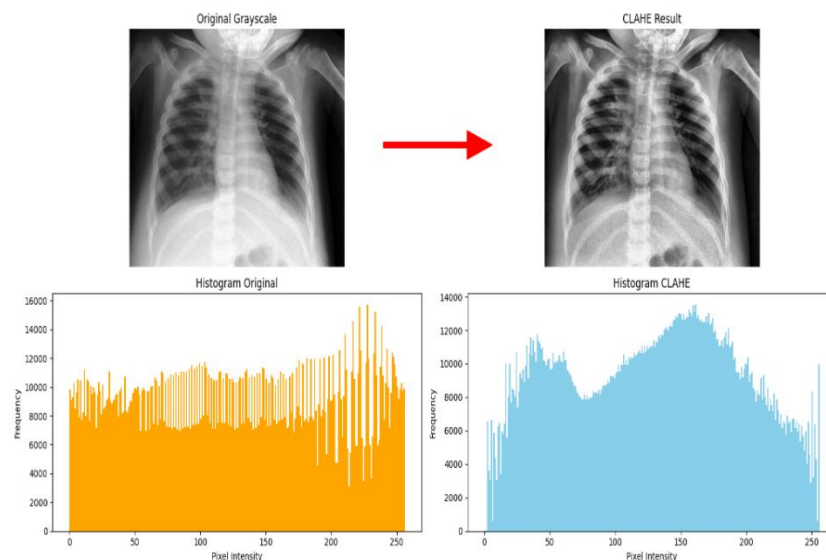 Original Grayscale
CLAHE Result
Histogram Original
16000
14000
12000
10000
8000
6000
4000
2000
0
Frequency
0 50 100 150 200 250
Pixel Intensity
Histogram CLAHE
14000
12000
10000
8000
6000
4000
2000
0
Frequency
0 50 100 150 200 250
Pixel Intensity